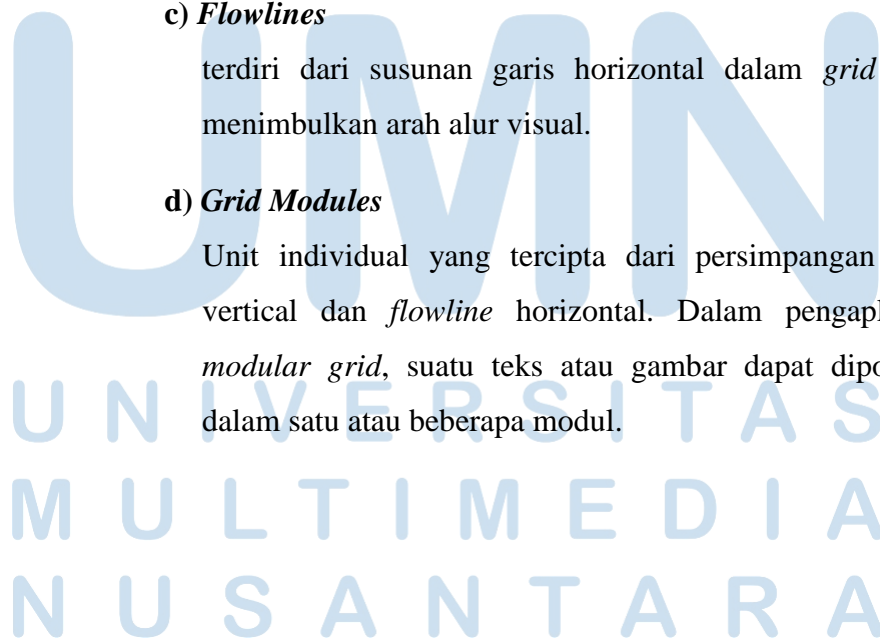 c) Flowlines
terdiri dari susunan garis horizontal dalam grid
menimbulkan arah alur visual.
d) Grid Modules
Unit individual yang tercipta dari persimpangan
vertical dan flowline horizontal. Dalam
modular grid, suatu teks atau gambar dapat
dalam satu atau beberapa modul.
UMN
UNIVERSITAS
MULTIMEDIA
NUSANTARA